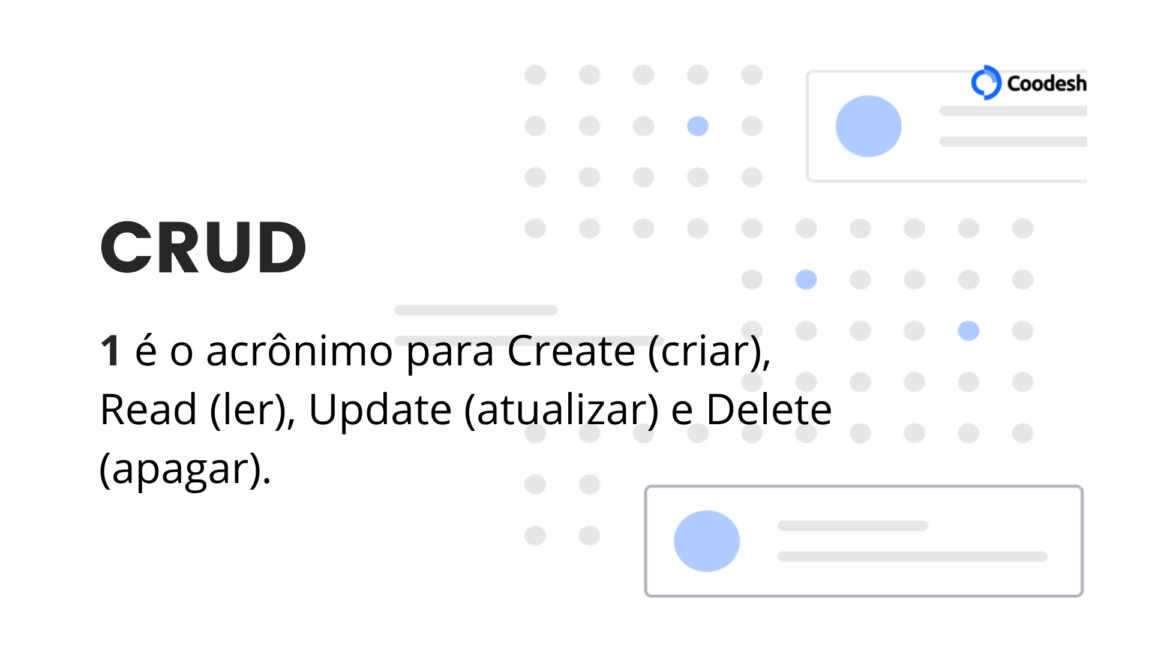 Coodesh
CRUD
1 é o acrônimo para Create (criar),
Read (ler), Update (atualizar) e Delete
(apagar).